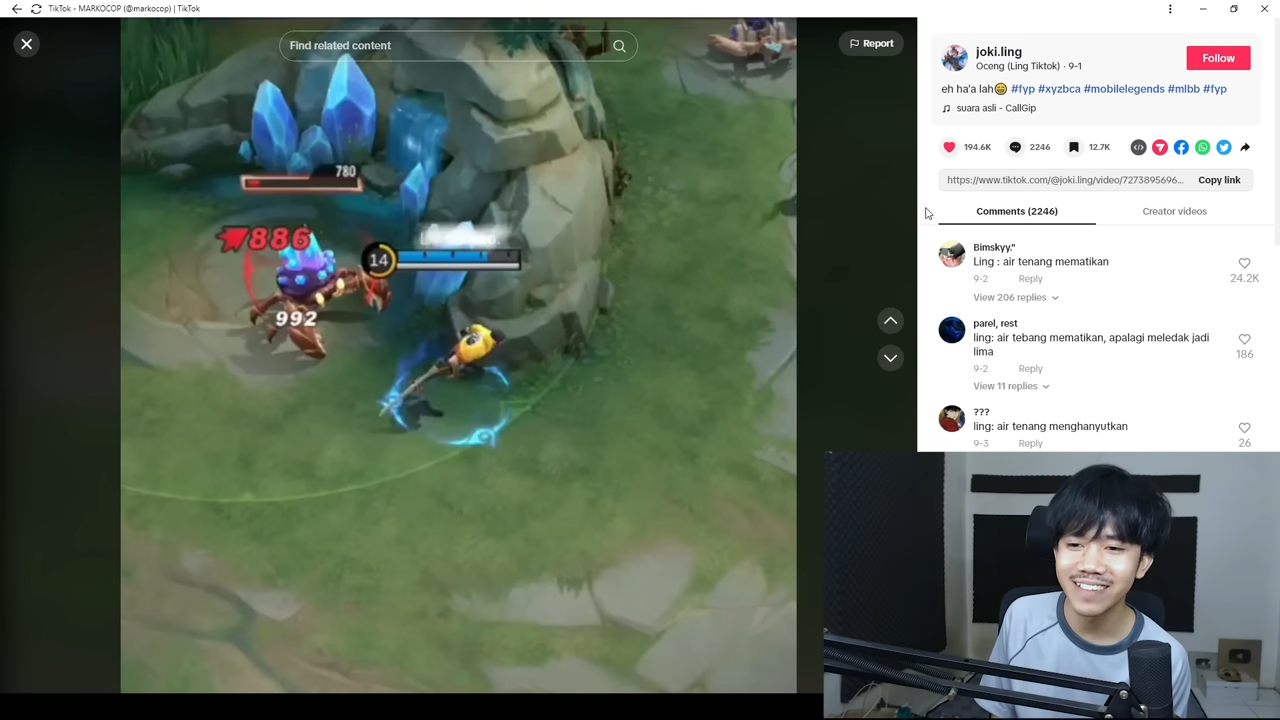 TikTok - MARKOCOP (@markocop) | TikTok
Find related content
Report
780
886
14
992
joki.ling
Oceng (Ling Tiktok) · 9-1
Follow
eh ha'a lah😁 #fyp #xyzbca #mobilelegends #mlbb #fyp
suara asli - CallGip
194.6K
2246
12.7K
https://www.tiktok.com/@joki.ling/video/7273895696...
Copy link
Comments (2246)
Creator videos
Bimskyy."
Ling : air tenang mematikan
9-2 Reply
24.2K
View 206 replies
parel, rest
ling: air tebang mematikan, apalagi meledak jadi
lima
186
9-2 Reply
View 11 replies
???
ling: air tenang menghanyutkan
9-3 Reply
26